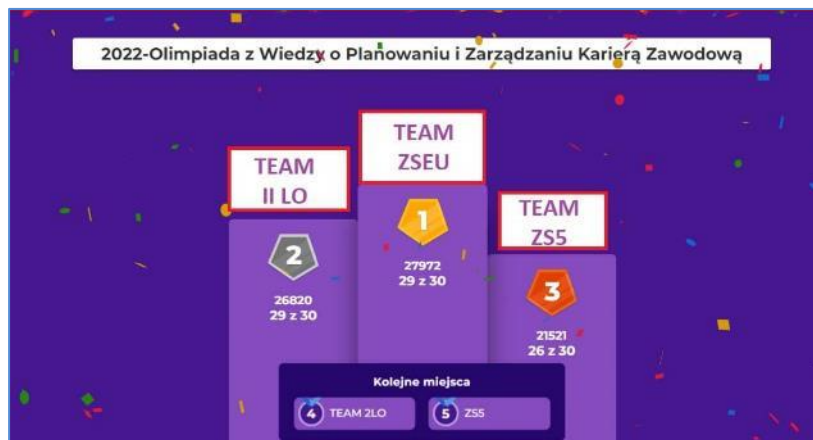 2022-Olimpiada z Wiedzy o Planowaniu i Zarządzaniu Karierą Zawodową
TEAM
ZSEU
TEAM
II LO
TEAM
ZS5
1
27972
29 z 30
2
26820
29 z 30
3
21521
26 z 30
Kolejne miejsca
4 TEAM 2LO
5 ZS5